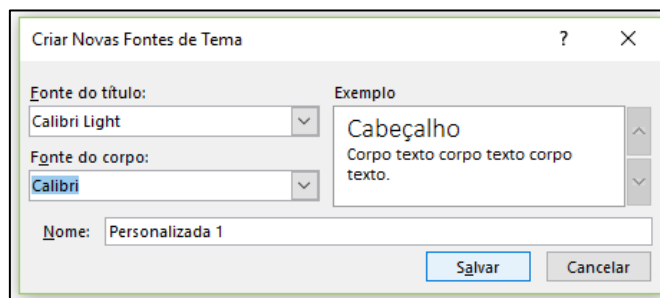 Criar Novas Fontes de Tema ?
Fonte do título:
Calibri Light
Fonte do corpo:
Calibri
Exemplo
Cabeçalho
Corpo texto corpo texto corpo
texto.
Nome: Personalizada 1
Salvar Cancelar